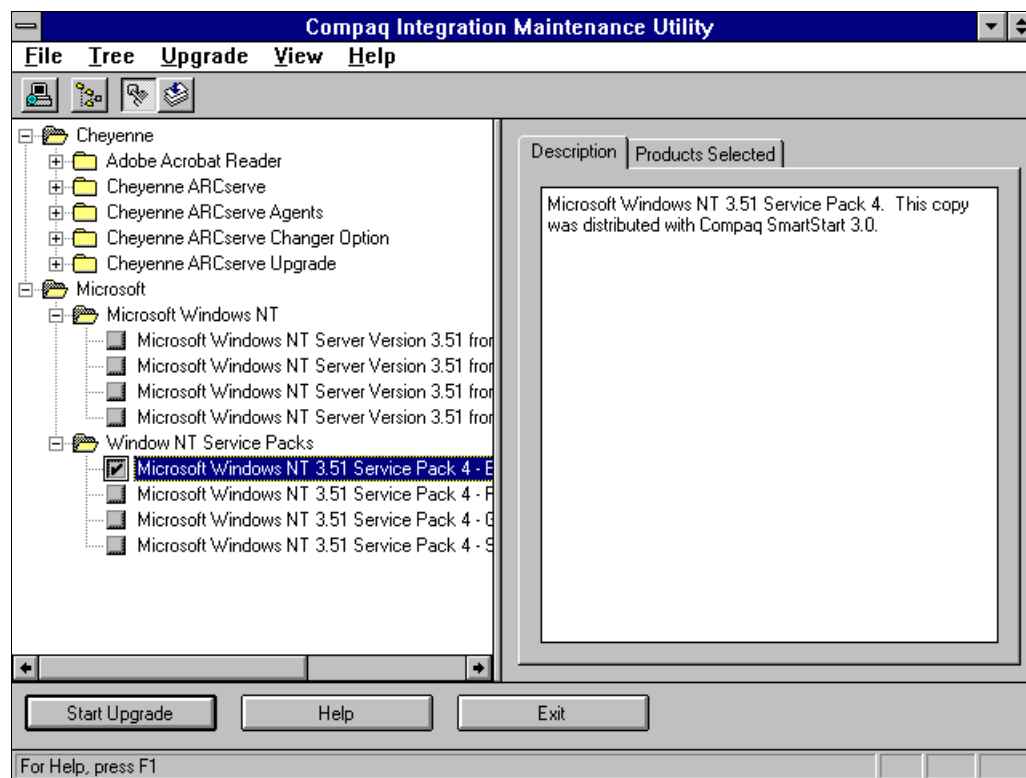 Compaq Integration Maintenance Utility
File Tree Upgrade View Help
Cheyenne
Adobe Acrobat Reader
Cheyenne ARCserve
Cheyenne ARCserve Agents
Cheyenne ARCserve Changer Option
Cheyenne ARCserve Upgrade
Microsoft
Microsoft Windows NT
Microsoft Windows NT Server Version 3.51 from
Microsoft Windows NT Server Version 3.51 from
Microsoft Windows NT Server Version 3.51 from
Microsoft Windows NT Server Version 3.51 from
Window NT Service Packs
Microsoft Windows NT 3.51 Service Pack 4 - E
Microsoft Windows NT 3.51 Service Pack 4 - F
Microsoft Windows NT 3.51 Service Pack 4 - G
Microsoft Windows NT 3.51 Service Pack 4 - S
Description Products Selected
Microsoft Windows NT 3.51 Service Pack 4. This copy
was distributed with Compaq SmartStart 3.0.
Start Upgrade Help Exit
For Help, press F1